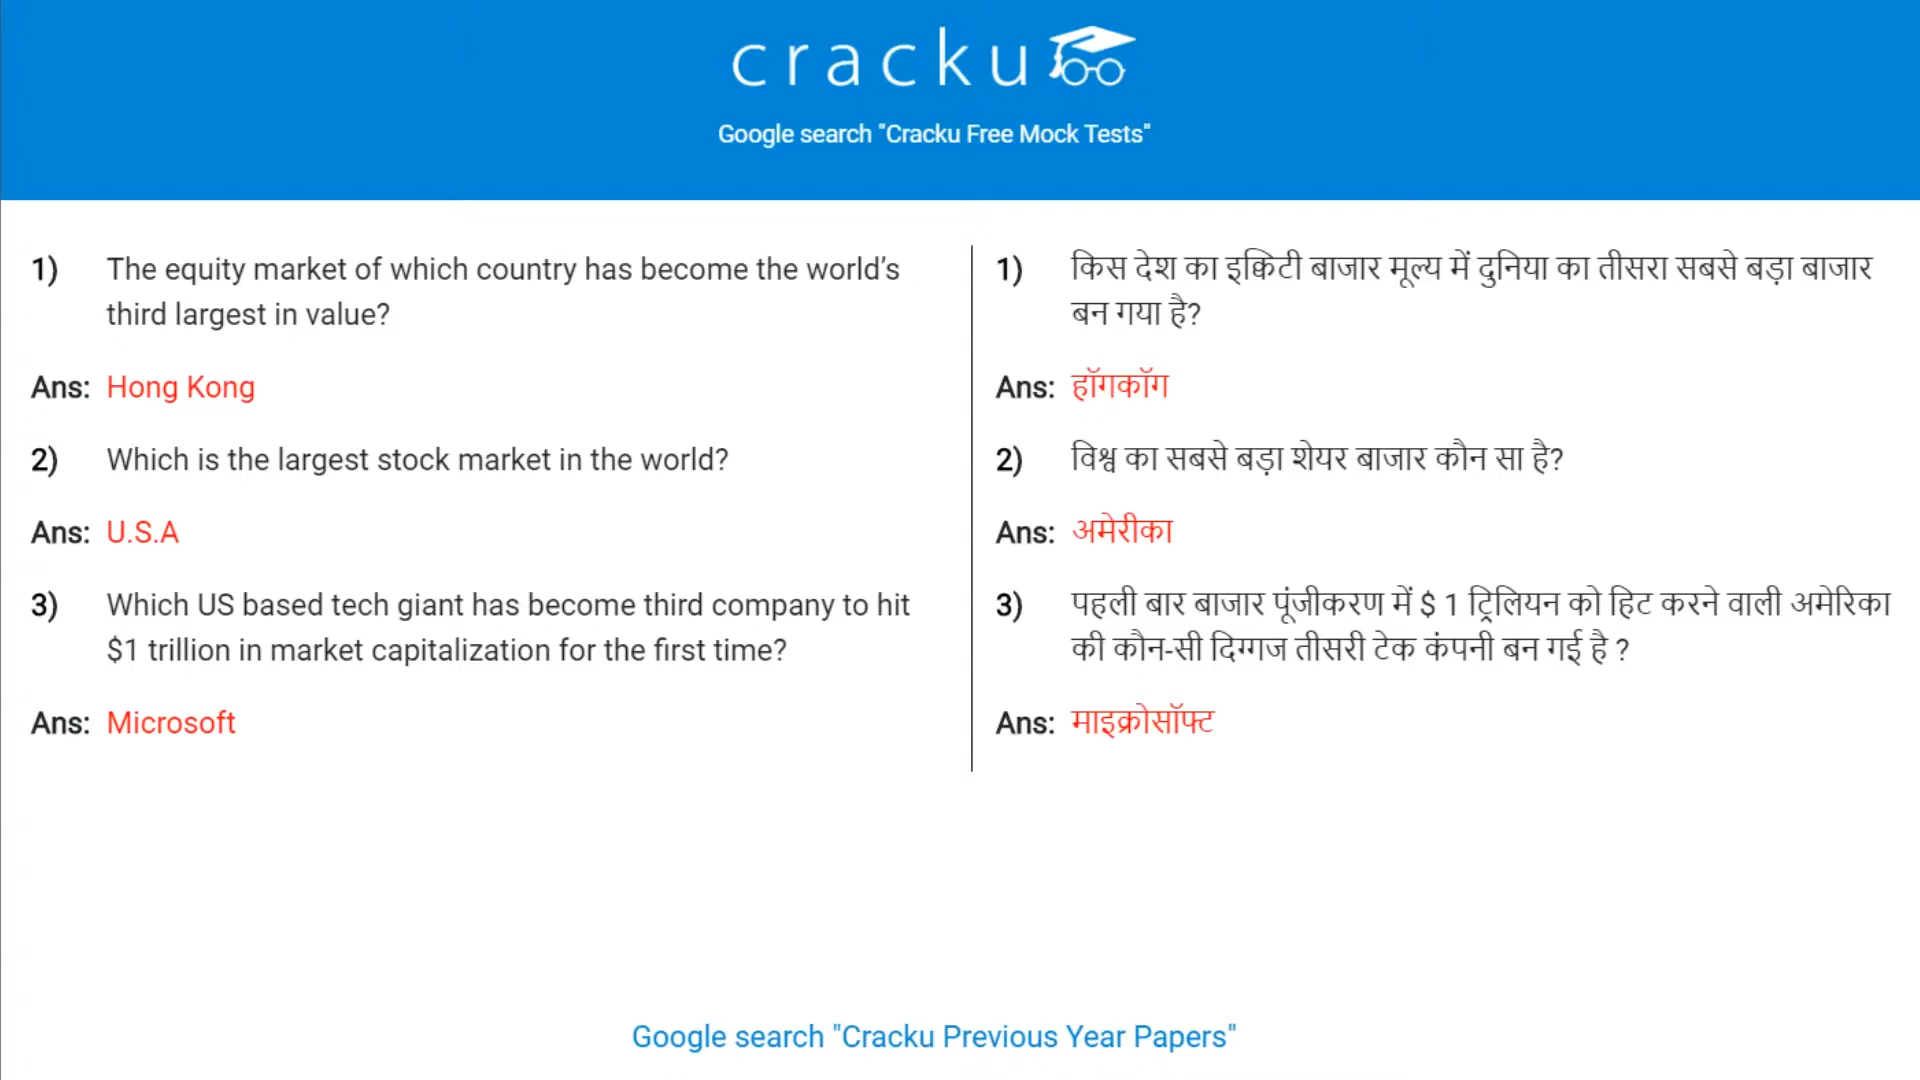 cracku
Google search "Cracku Free Mock Tests"
1) The equity market of which country has become the world’s
third largest in value?
Ans: Hong Kong
2) Which is the largest stock market in the world?
Ans: U.S.A
3) Which US based tech giant has become third company to hit
$1 trillion in market capitalization for the first time?
Ans: Microsoft
1) किस देश का इक्विटी बाजार मूल्य में दुनिया का तीसरा सबसे बड़ा बाजार
बन गया है?
Ans: हॉगकॉग
2) विश्व का सबसे बड़ा शेयर बाजार कौन सा है?
Ans: अमेरीका
3) पहली बार बाजार पूंजीकरण में $ 1 ट्रिलियन को हिट करने वाली अमेरिका
की कौन-सी दिग्गज तीसरी टेक कंपनी बन गई है ?
Ans: माइक्रोसॉफ्ट
Google search "Cracku Previous Year Papers"